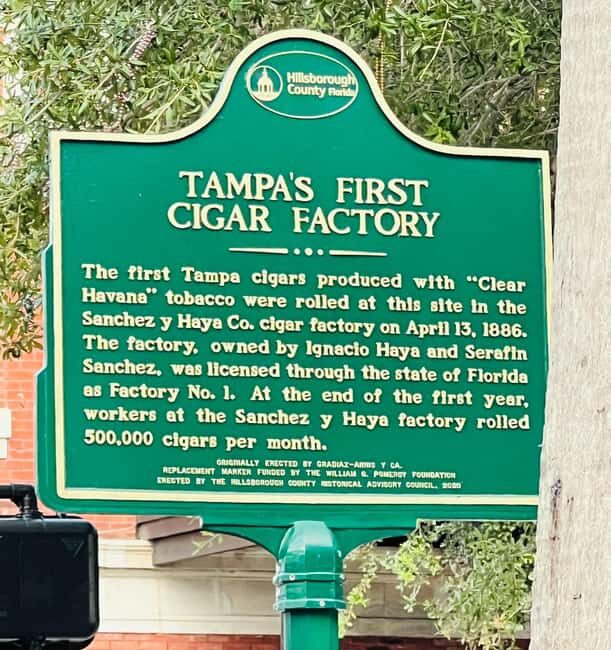 Hillsborough
County Florida
TAMPA'S FIRST
CIGAR FACTORY
The first Tampa cigars produced with "Clear
Havana" tobacco were rolled at this site in the
Sanchez y Haya Co. cigar factory on April 13, 1886.
The factory, owned by Ignacio Haya and Serafin
Sanchez, was licensed through the state of Florida
as Factory No. 1. At the end of the first year,
workers at the Sanchez y Haya factory rolled
500,000 cigars per month.
ORIGINALLY ERECTED BY GRADIAZ-ANNIS Y CA.
REPLACEMENT MARKER FUNDED BY THE WILLIAM G. POMEROY FOUNDATION
ERECTED BY THE HILLSBOROUGH COUNTY HISTORICAL ADVISORY COUNCIL, 2020